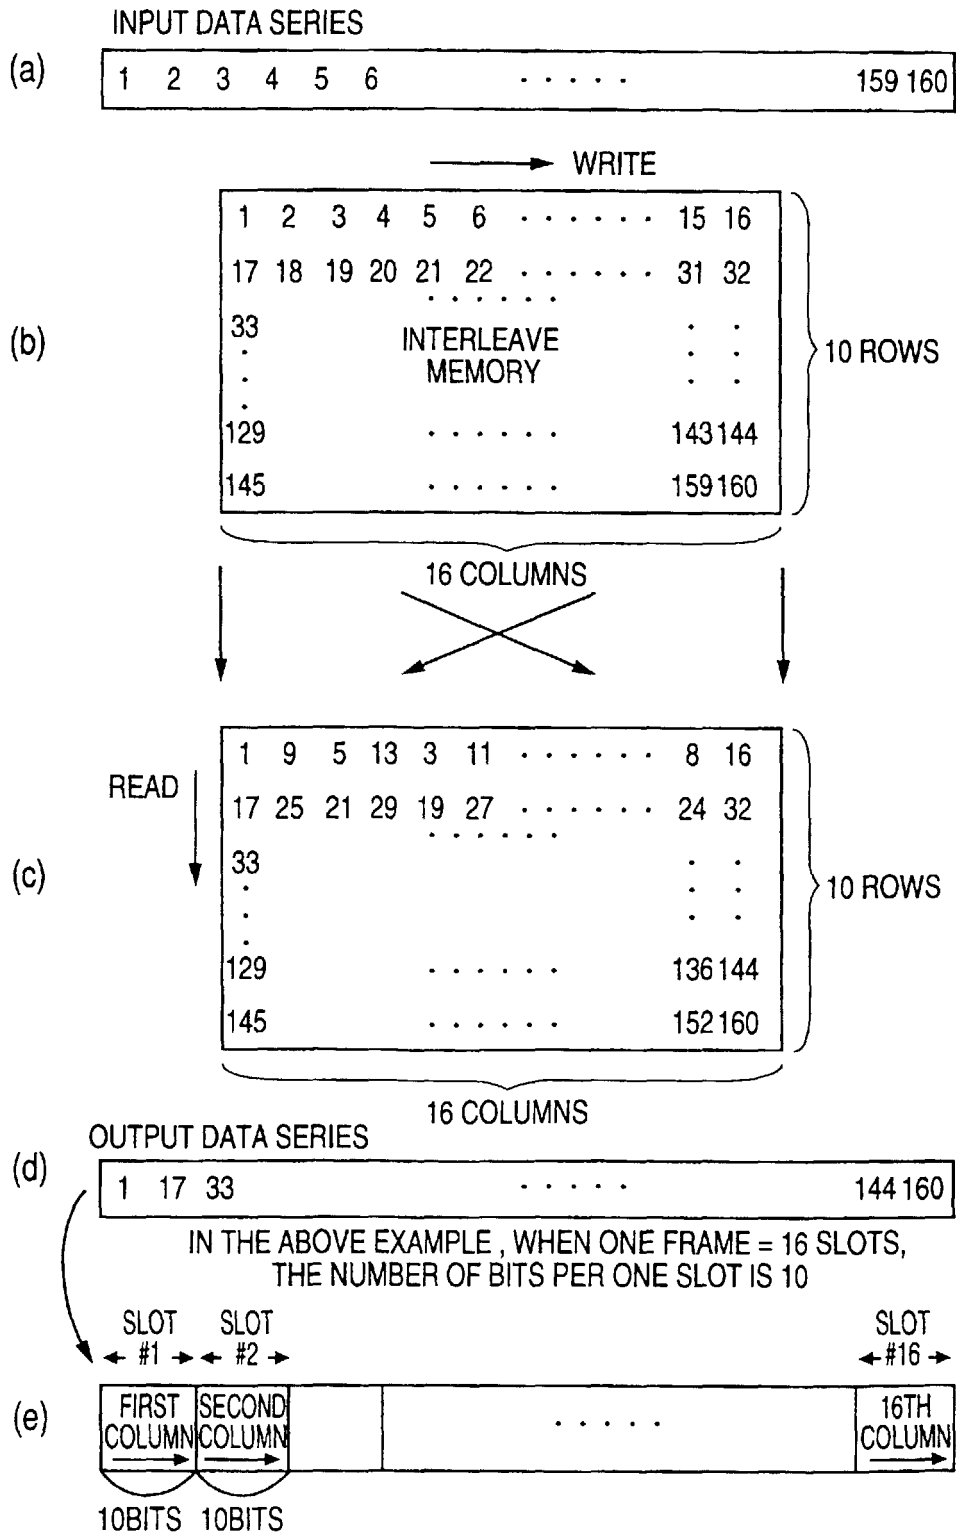 INPUT DATA SERIES
(a) 1 2 3 4 5 6 · · · · · 159 160
WRITE
1 2 3 4 5 6 · · · · · · 15 16
17 18 19 20 21 22 · · · · · · 31 32
· · · · · ·
33 · ·
(b) INTERLEAVE · · 10 ROWS
MEMORY · ·
129 · · · · · · 143 144
145 · · · · · · 159 160
16 COLUMNS
1 9 5 13 3 11 · · · · · · 8 16
READ
17 25 21 29 19 27 · · · · · · 24 32
· · · · · ·
33 · ·
(c) · · 10 ROWS
129 · · · · · · 136 144
145 · · · · · · 152 160
16 COLUMNS
OUTPUT DATA SERIES
(d) 1 17 33 · · · · · 144 160
IN THE ABOVE EXAMPLE , WHEN ONE FRAME = 16 SLOTS,
THE NUMBER OF BITS PER ONE SLOT IS 10
SLOT SLOT SLOT
#1 #2 #16
(e) FIRST SECOND · · · · · 16TH
COLUMN COLUMN COLUMN
10BITS 10BITS